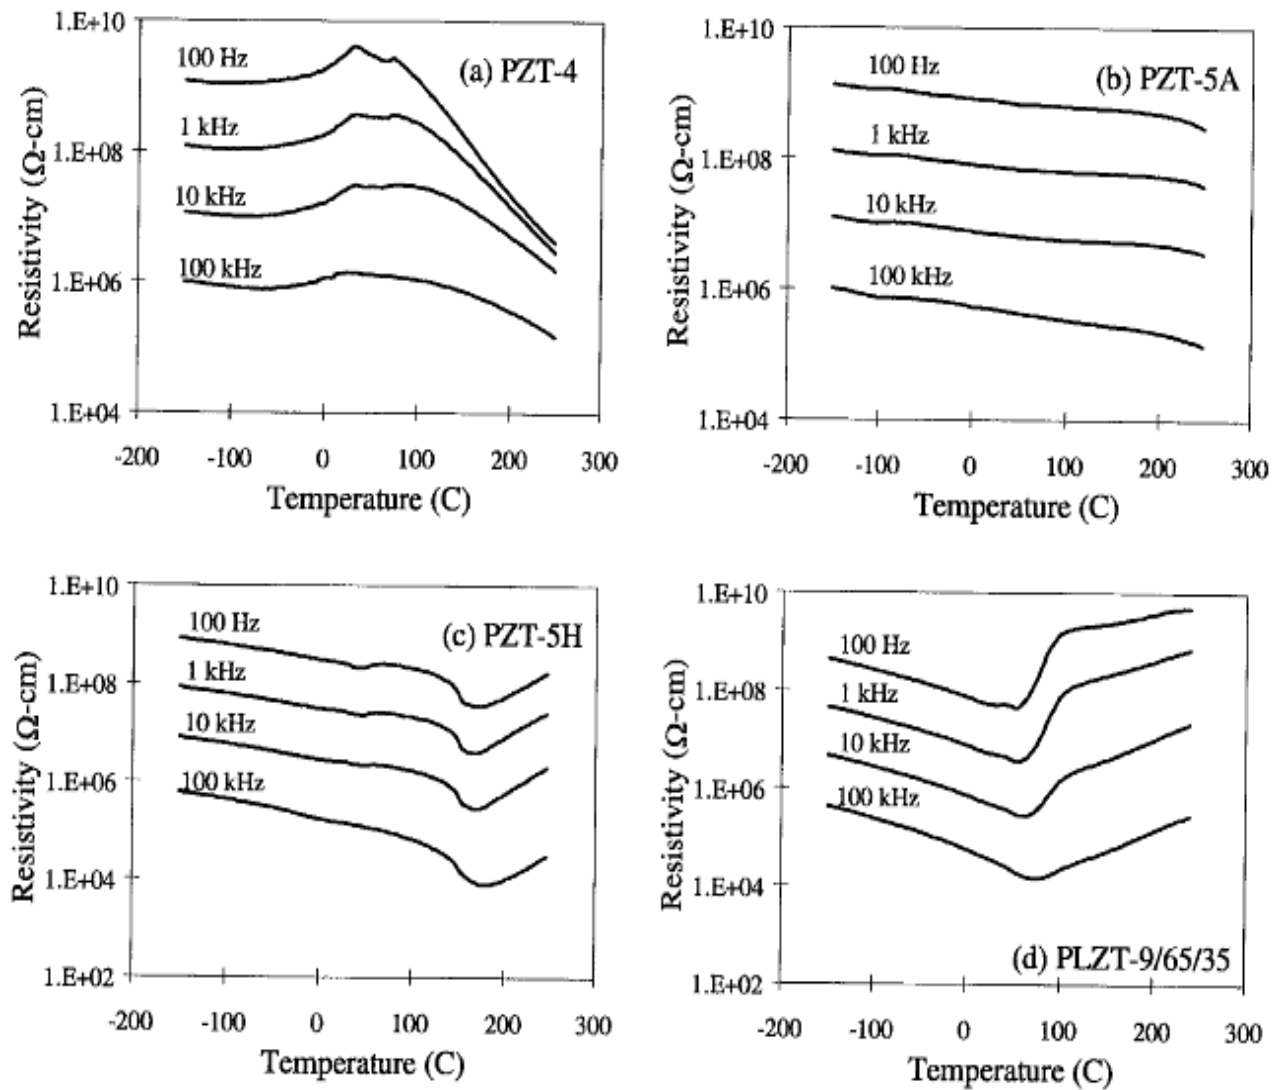 1.E+10
100 Hz
(a) PZT-4
1 kHz
1.E+08
10 kHz
100 kHz
1.E+06
1.E+04
Resistivity (Ω-cm)
-200 -100 0 100 200 300
Temperature (C)
1.E+10
100 Hz
(b) PZT-5A
1 kHz
1.E+08
10 kHz
100 kHz
1.E+06
1.E+04
Resistivity (Ω-cm)
-200 -100 0 100 200 300
Temperature (C)
1.E+10
100 Hz
(c) PZT-5H
1 kHz
1.E+08
10 kHz
1.E+06
100 kHz
1.E+04
1.E+02
Resistivity (Ω-cm)
-200 -100 0 100 200 300
Temperature (C)
1.E+10
100 Hz
1.E+08
1 kHz
10 kHz
1.E+06
100 kHz
1.E+04
(d) PLZT-9/65/35
1.E+02
Resistivity (Ω-cm)
-200 -100 0 100 200 300
Temperature (C)